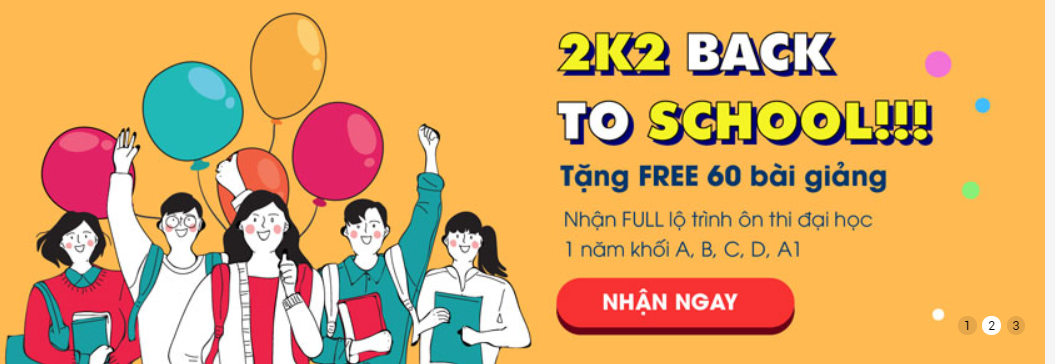 2K2 BACK
TO SCHOOL!!!
Tặng FREE 60 bài giảng
Nhận FULL lộ trình ôn thi đại học
1 năm khối A, B, C, D, A1
NHẬN NGAY
1 2 3